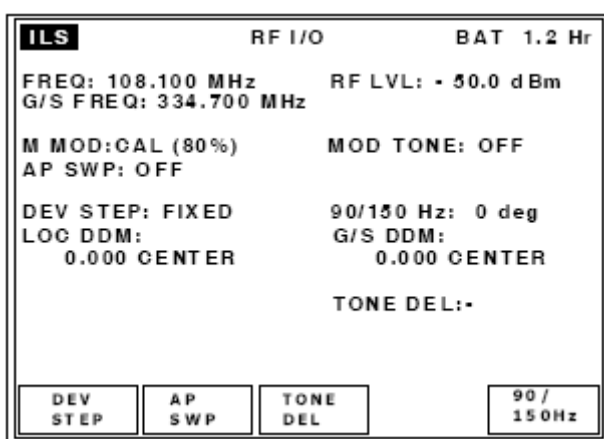 ILS RF I/O BAT 1.2 Hr
FREQ: 108.100 MHz RF LVL: - 50.0 dBm
G/S FREQ: 334.700 MHz
M MOD:CAL (80%) MOD TONE: OFF
AP SWP: OFF
DEV STEP: FIXED 90/150 Hz: 0 deg
LOC DDM: G/S DDM:
0.000 CENTER 0.000 CENTER
TONE DEL:-
DEV AP TONE 90 /
STEP SWP DEL 150Hz